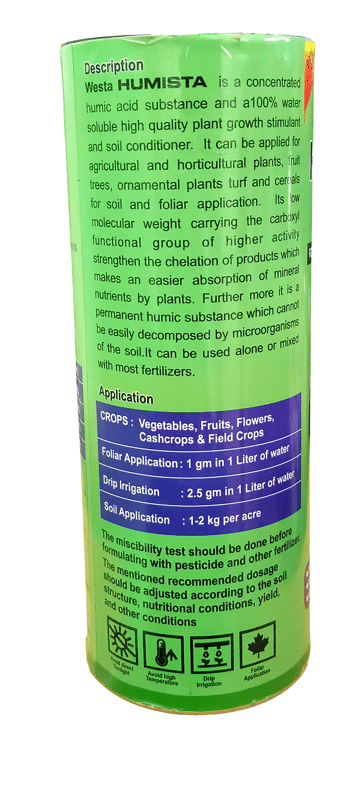 Description
Westa HUMISTA is a concentrated
humic acid substance and a100% water
soluble high quality plant growth stimulant
and soil conditioner. It can be applied for
agricultural and horticultural plants, fruit
trees, ornamental plants turf and cereals
for soil and foliar application. Its low
molecular weight carrying the carboxyl
functional group of higher activity
strengthen the chelation of products which
makes an easier absorption of mineral
nutrients by plants. Further more it is a
permanent humic substance which cannot
be easily decomposed by microorganisms
of the soil.It can be used alone or mixed
with most fertilizers.
Application
CROPS : Vegetables, Fruits, Flowers,
Cashcrops & Field Crops
Foliar Application : 1 gm in 1 Liter of water
Drip Irrigation : 2.5 gm in 1 Liter of water
Soil Application : 1-2 kg per acre
The miscibility test should be done before
formulating with pesticide and other fertilizer.
The mentioned recommended dosage
should be adjusted according to the soil
structure, nutritional conditions, yield,
and other conditions
Avoid direct
Sunlight
Avoid high
Temperature
Drip
Irrigation
Foliar
Application